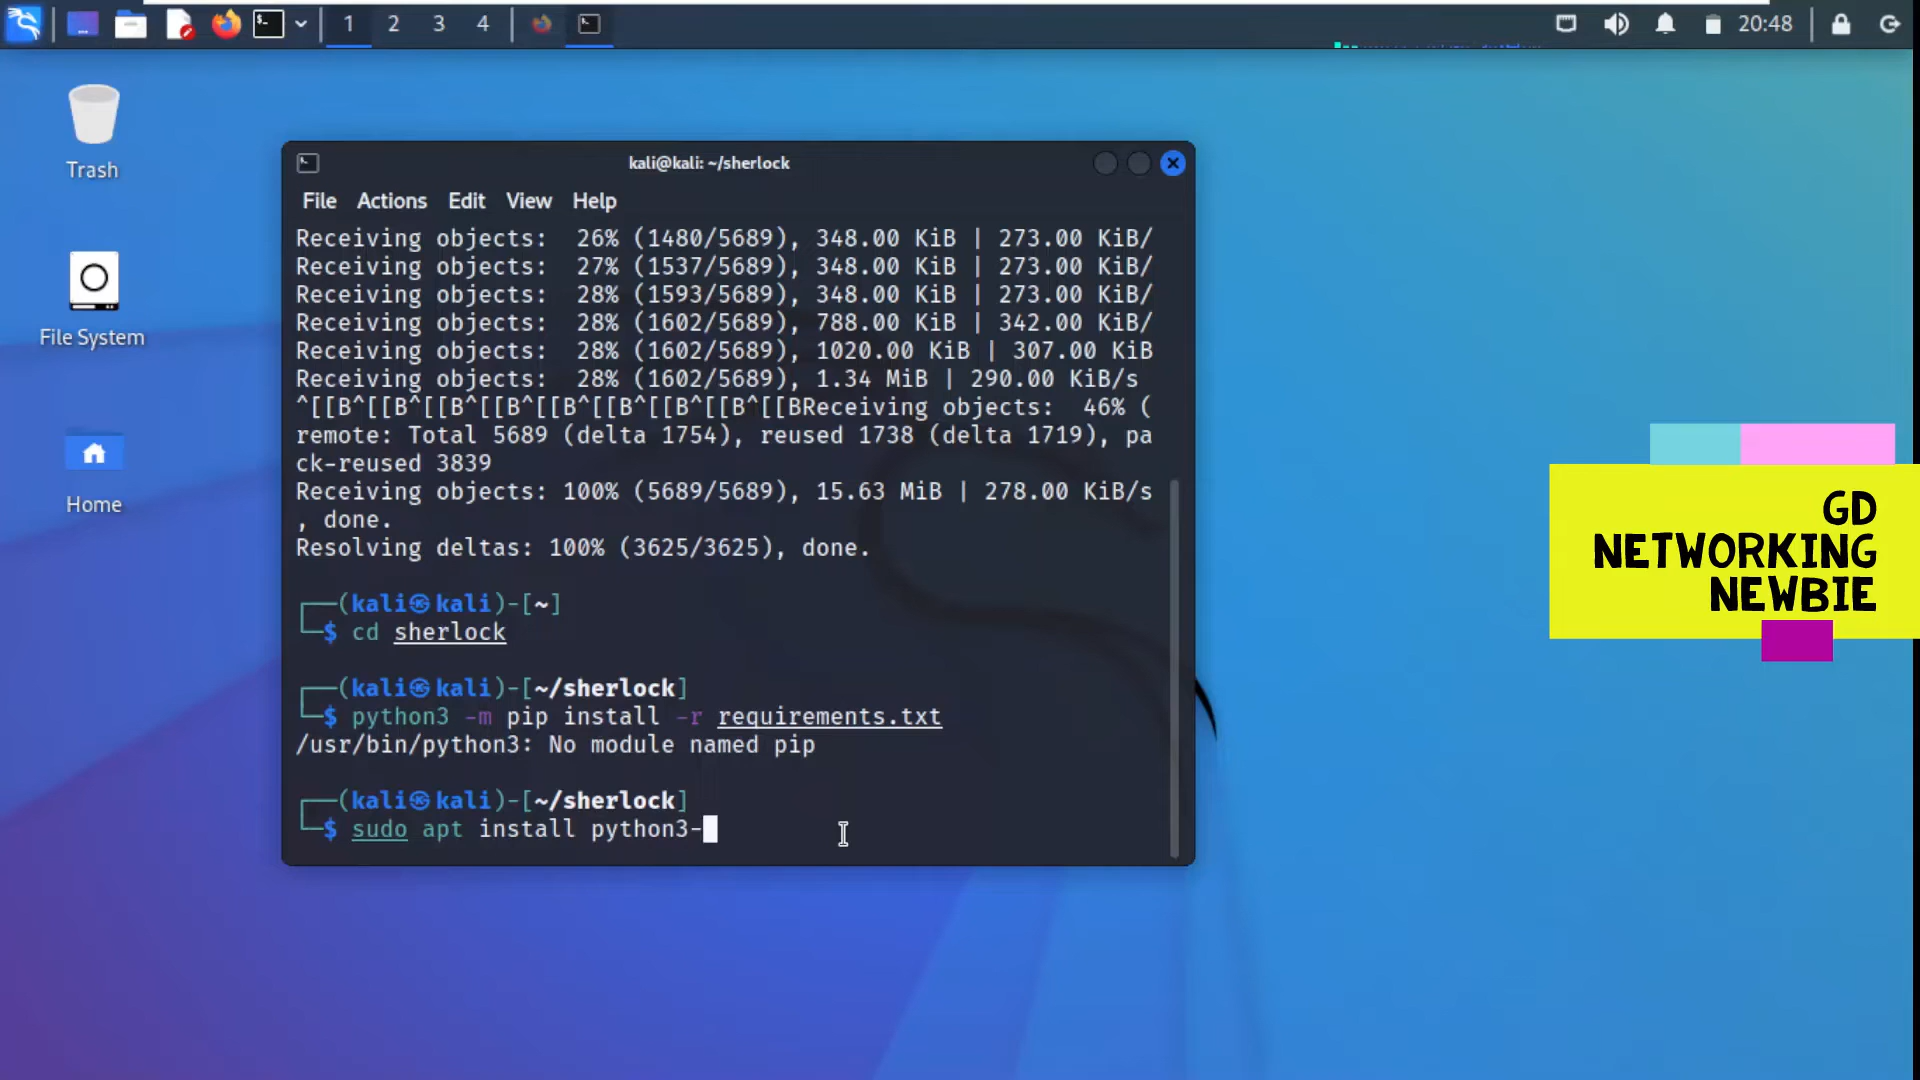 1 2 3 4 20:48
Trash
File System
Home
kali@kali: ~/sherlock
File Actions Edit View Help
Receiving objects:  26% (1480/5689), 348.00 KiB | 273.00 KiB/
Receiving objects:  27% (1537/5689), 348.00 KiB | 273.00 KiB/
Receiving objects:  28% (1593/5689), 348.00 KiB | 273.00 KiB/
Receiving objects:  28% (1602/5689), 788.00 KiB | 342.00 KiB/
Receiving objects:  28% (1602/5689), 1020.00 KiB | 307.00 KiB
Receiving objects:  28% (1602/5689), 1.34 MiB | 290.00 KiB/s
^[[B^[[B^[[B^[[B^[[B^[[B^[[B^[[B^[[BReceiving objects:  46% (
remote: Total 5689 (delta 1754), reused 1738 (delta 1719), pa
ck-reused 3839
Receiving objects: 100% (5689/5689), 15.63 MiB | 278.00 KiB/s
, done.
Resolving deltas: 100% (3625/3625), done.
┌──(kali㉿kali)-[~]
└─$ cd sherlock
┌──(kali㉿kali)-[~/sherlock]
└─$ python3 -m pip install -r requirements.txt
/usr/bin/python3: No module named pip
┌──(kali㉿kali)-[~/sherlock]
└─$ sudo apt install python3-
GD
NETWORKING
NEWBIE